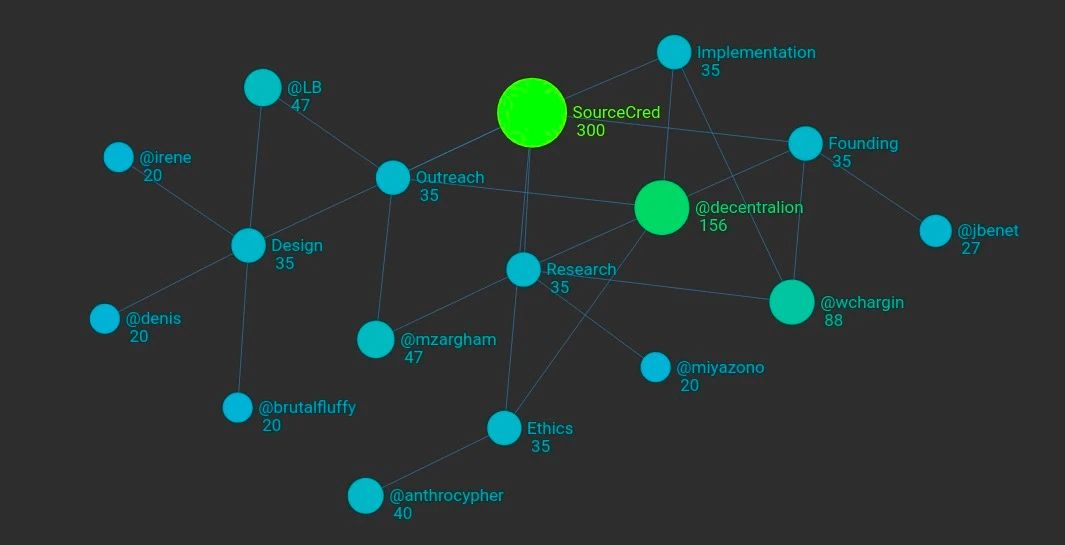 Implementation
35
@LB
47
SourceCred
300
Founding
35
@irene
20
Outreach
35
@decentralion
156
@jbenet
27
Design
35
Research
35
@wchargin
88
@denis
20
@mzargham
47
@miyazono
20
@brutalfluffy
20
Ethics
35
@anthrocypher
40